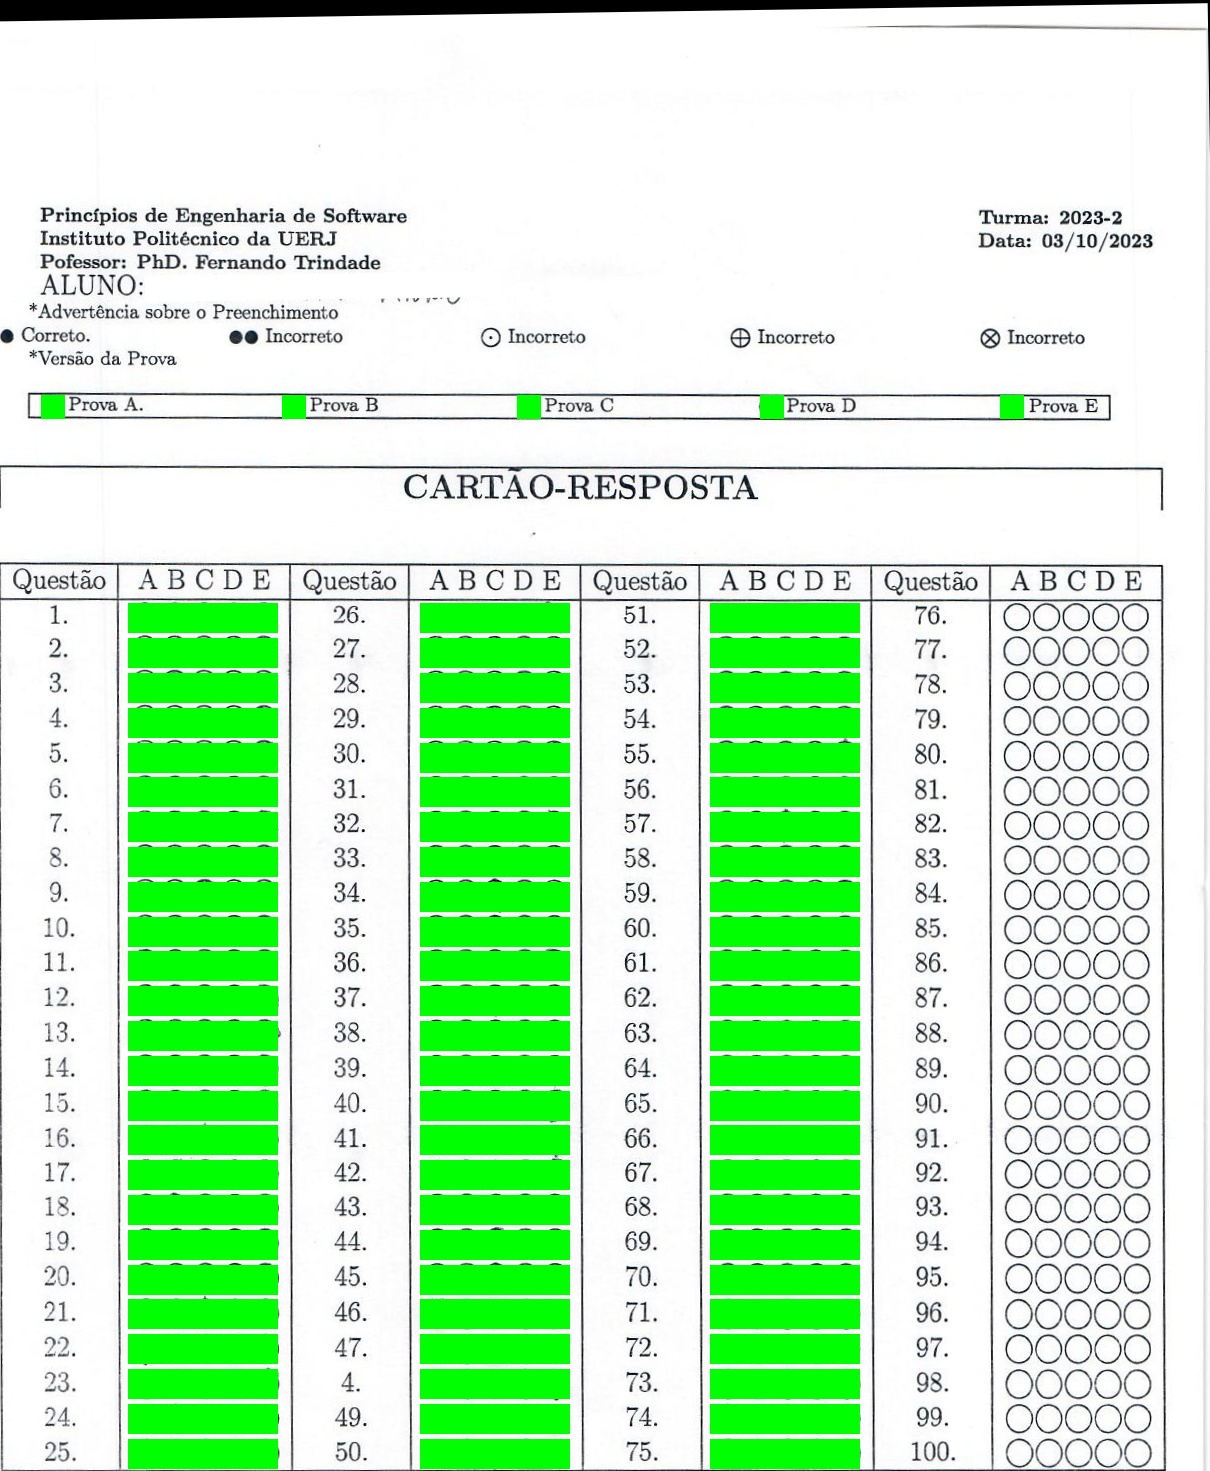 Princípios de Engenharia de Software
Instituto Politécnico da UERJ
Pofessor: PhD. Fernando Trindade
ALUNO:
Turma: 2023-2
Data: 03/10/2023
*Advertência sobre o Preenchimento
Correto. Incorreto Incorreto Incorreto Incorreto
*Versão da Prova
Prova A. Prova B Prova C Prova D Prova E
CARTÃO-RESPOSTA
Questão A B C D E Questão A B C D E Questão A B C D E Questão A B C D E
1. 26. 51. 76.
2. 27. 52. 77.
3. 28. 53. 78.
4. 29. 54. 79.
5. 30. 55. 80.
6. 31. 56. 81.
7. 32. 57. 82.
8. 33. 58. 83.
9. 34. 59. 84.
10. 35. 60. 85.
11. 36. 61. 86.
12. 37. 62. 87.
13. 38. 63. 88.
14. 39. 64. 89.
15. 40. 65. 90.
16. 41. 66. 91.
17. 42. 67. 92.
18. 43. 68. 93.
19. 44. 69. 94.
20. 45. 70. 95.
21. 46. 71. 96.
22. 47. 72. 97.
23. 4. 73. 98.
24. 49. 74. 99.
25. 50. 75. 100.